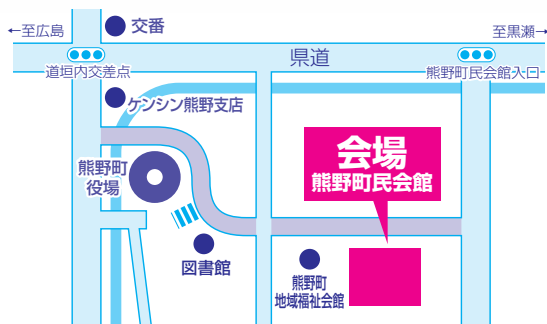 ←至広島
交番
至黒瀬→
県道
道垣内交差点
熊野町民会館入口
ケンシン熊野支店
会場
熊野町民会館
熊野町
役場
図書館
熊野町
地域福祉会館